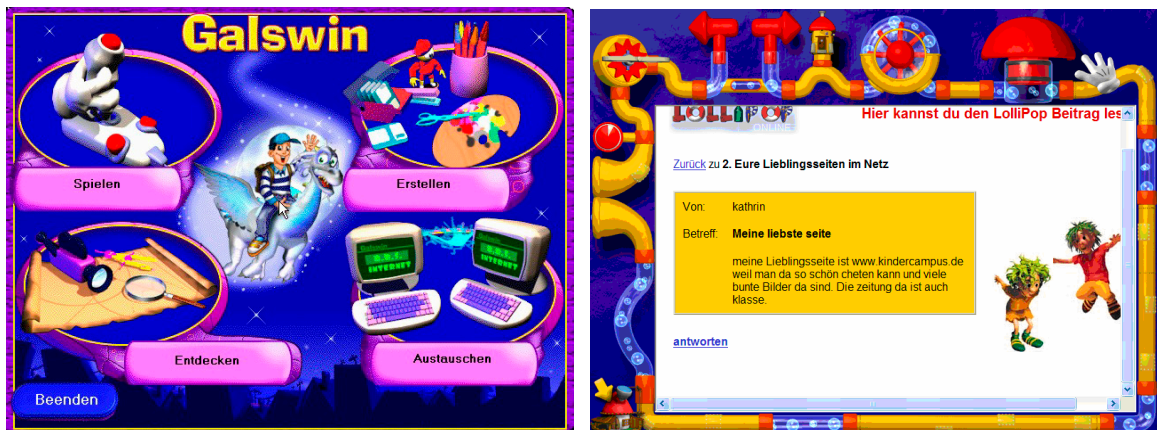 Galswin
Spielen
Erstellen
Entdecken
Austauschen
Beenden
LOLLIPOP
ONLINE
Hier kannst du den LolliPop Beitrag les
Zurück zu 2. Eure Lieblingsseiten im Netz
Von: kathrin
Betreff: Meine liebste seite
meine Lieblingsseite ist www.kindercampus.de
weil man da so schön cheten kann und viele
bunte Bilder da sind. Die zeitung da ist auch
klasse.
antworten